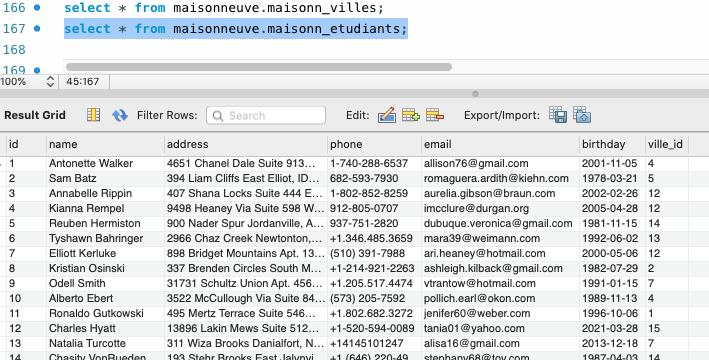 166 select * from maisonneuve.maisonn_villes;
167 select * from maisonneuve.maisonn_etudiants;
168
169
100% 45:167
Result Grid Filter Rows: Search Edit: Export/Import:
id name address phone email birthday ville_id
1 Antonette Walker 4651 Chanel Dale Suite 913... 1-740-288-6537 allison76@gmail.com 2001-11-05 4
2 Sam Batz 394 Liam Cliffs East Elliot, ID... 682-593-7930 romaguera.ardith@kiehn.com 1978-03-21 5
3 Annabelle Rippin 407 Shana Locks Suite 444 E... 1-802-852-8259 aurelia.gibson@braun.com 2002-02-26 12
4 Kianna Rempel 9498 Heaney Via Suite 598 W... 912-805-0707 imcclure@durgan.org 2005-04-28 12
5 Reuben Hermiston 900 Nader Spur Jordanville, A... 937-751-2820 dubuque.veronica@gmail.com 1981-11-15 14
6 Tyshawn Bahringer 2966 Chaz Creek Newtonton,... +1.346.485.3659 mara39@weimann.com 1992-06-02 13
7 Elliott Kerluke 898 Bridget Mountains Apt. 13... (510) 391-7988 ari.heaney@hotmail.com 2000-05-06 12
8 Kristian Osinski 337 Brenden Circles South M... +1-214-921-2263 ashleigh.kilback@gmail.com 1982-07-29 2
9 Odell Smith 31731 Schultz Union Apt. 456... +1.205.517.4474 vtrantow@hotmail.com 1991-01-15 7
10 Alberto Ebert 3522 McCullough Via Suite 84... (573) 205-7592 pollich.earl@okon.com 1989-11-13 4
11 Ronaldo Gutkowski 495 Mertz Terrace Suite 546... +1.802.682.3272 jenifer60@weber.com 1996-10-06 1
12 Charles Hyatt 13896 Lakin Mews Suite 512... +1-520-594-0089 tania01@yahoo.com 2021-03-28 15
13 Natalia Turcotte 311 Wiza Brooks Danialfort, N... +14145101247 alisa16@gmail.com 2013-12-18 7
14 Chasity VonRueden 193 Stehr Brooks East Jalynvi... +1 (646) 220-49... stephany68@toy.com 1987-04-03 14